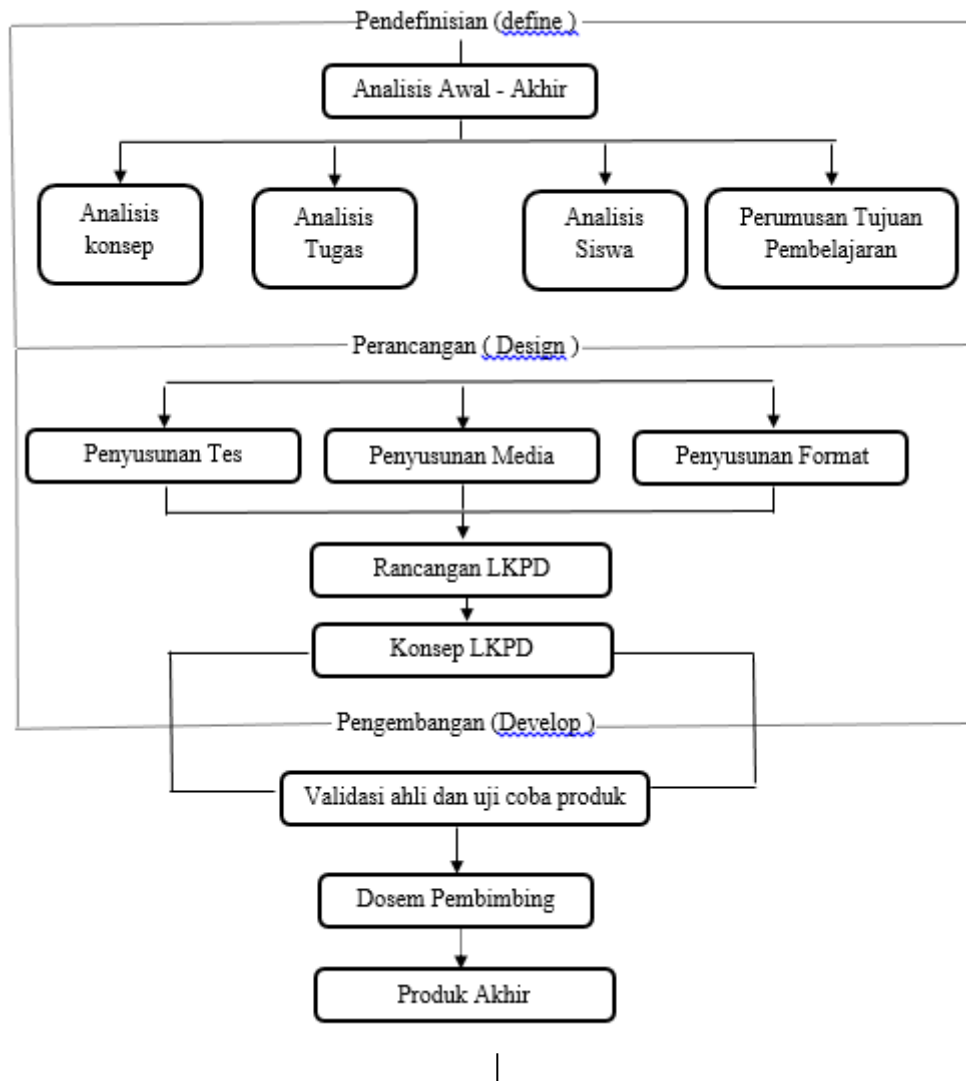 Pendefinisian (define )
Analisis Awal - Akhir
Analisis
konsep
Analisis
Tugas
Analisis
Siswa
Perumusan Tujuan
Pembelajaran
Perancangan ( Design )
Penyusunan Tes
Penyusunan Media
Penyusunan Format
Rancangan LKPD
Konsep LKPD
Pengembangan (Develop )
Validasi ahli dan uji coba produk
Dosem Pembimbing
Produk Akhir